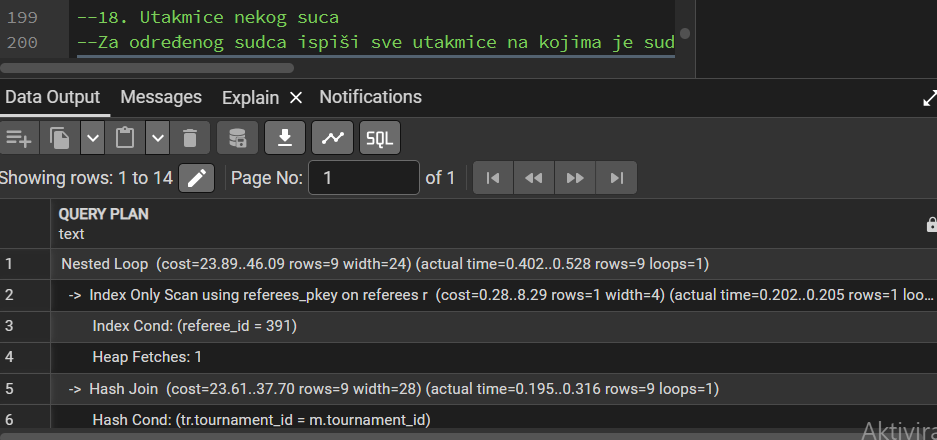 199 --18. Utakmice nekog suca
200 --Za određenog sudca ispiši sve utakmice na kojima je sud
Data Output Messages Explain Notifications
SQL
Showing rows: 1 to 14 Page No: 1 of 1
QUERY PLAN
text
1 Nested Loop (cost=23.89..46.09 rows=9 width=24) (actual time=0.402..0.528 rows=9 loops=1)
2 -> Index Only Scan using referees_pkey on referees r (cost=0.28..8.29 rows=1 width=4) (actual time=0.202..0.205 rows=1 loo...
3 Index Cond: (referee_id = 391)
4 Heap Fetches: 1
5 -> Hash Join (cost=23.61..37.70 rows=9 width=28) (actual time=0.195..0.316 rows=9 loops=1)
6 Hash Cond: (tr.tournament_id = m.tournament_id)
Aktivira